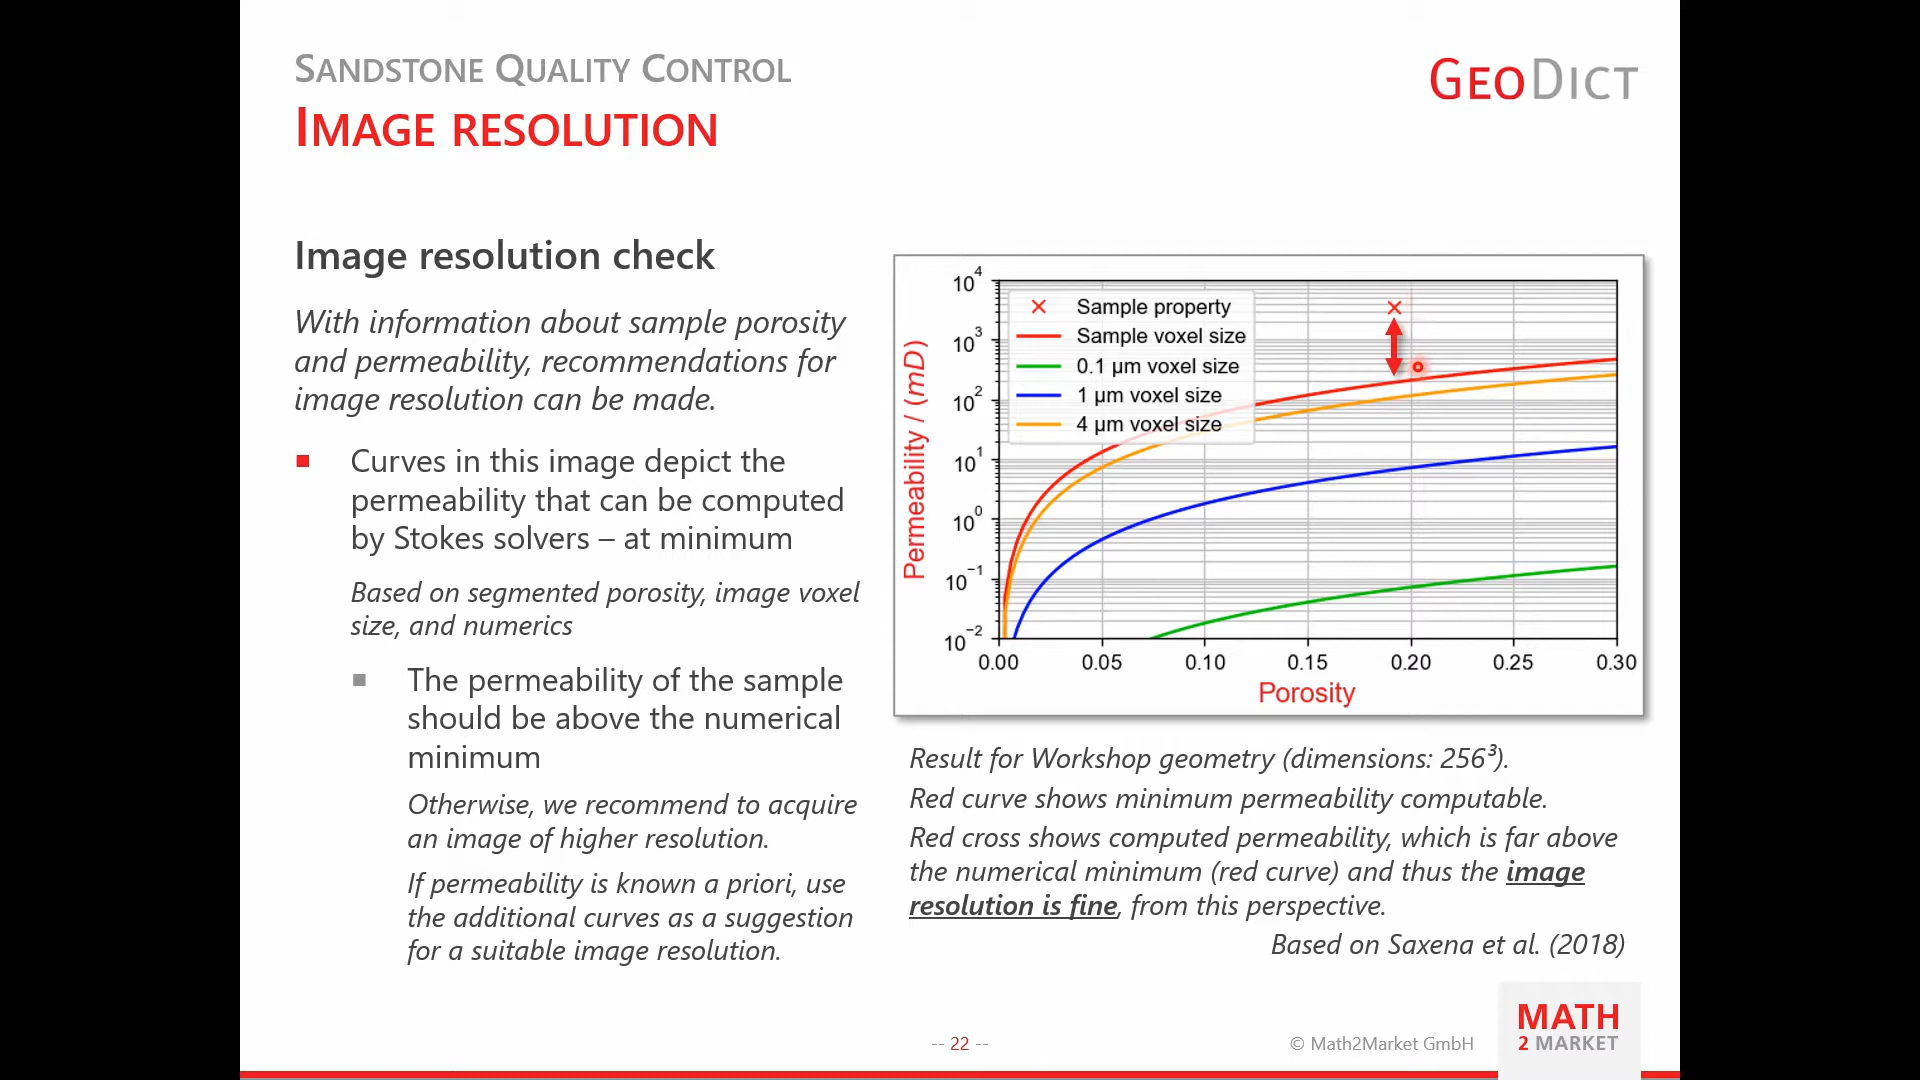 SANDSTONE QUALITY CONTROL
IMAGE RESOLUTION
GEODICT
Image resolution check
With information about sample porosity
and permeability, recommendations for
image resolution can be made.
Curves in this image depict the
permeability that can be computed
by Stokes solvers – at minimum
Based on segmented porosity, image voxel
size, and numerics
The permeability of the sample
should be above the numerical
minimum
Otherwise, we recommend to acquire
an image of higher resolution.
If permeability is known a priori, use
the additional curves as a suggestion
for a suitable image resolution.
Permeability / (mD)
10⁴
10³
10²
10¹
10⁰
10⁻¹
10⁻²
Sample property
Sample voxel size
0.1 µm voxel size
1 µm voxel size
4 µm voxel size
0.00 0.05 0.10 0.15 0.20 0.25 0.30
Porosity
Result for Workshop geometry (dimensions: 256³).
Red curve shows minimum permeability computable.
Red cross shows computed permeability, which is far above
the numerical minimum (red curve) and thus the image
resolution is fine, from this perspective.
Based on Saxena et al. (2018)
-- 22 --
© Math2Market GmbH
MATH
2 MARKET